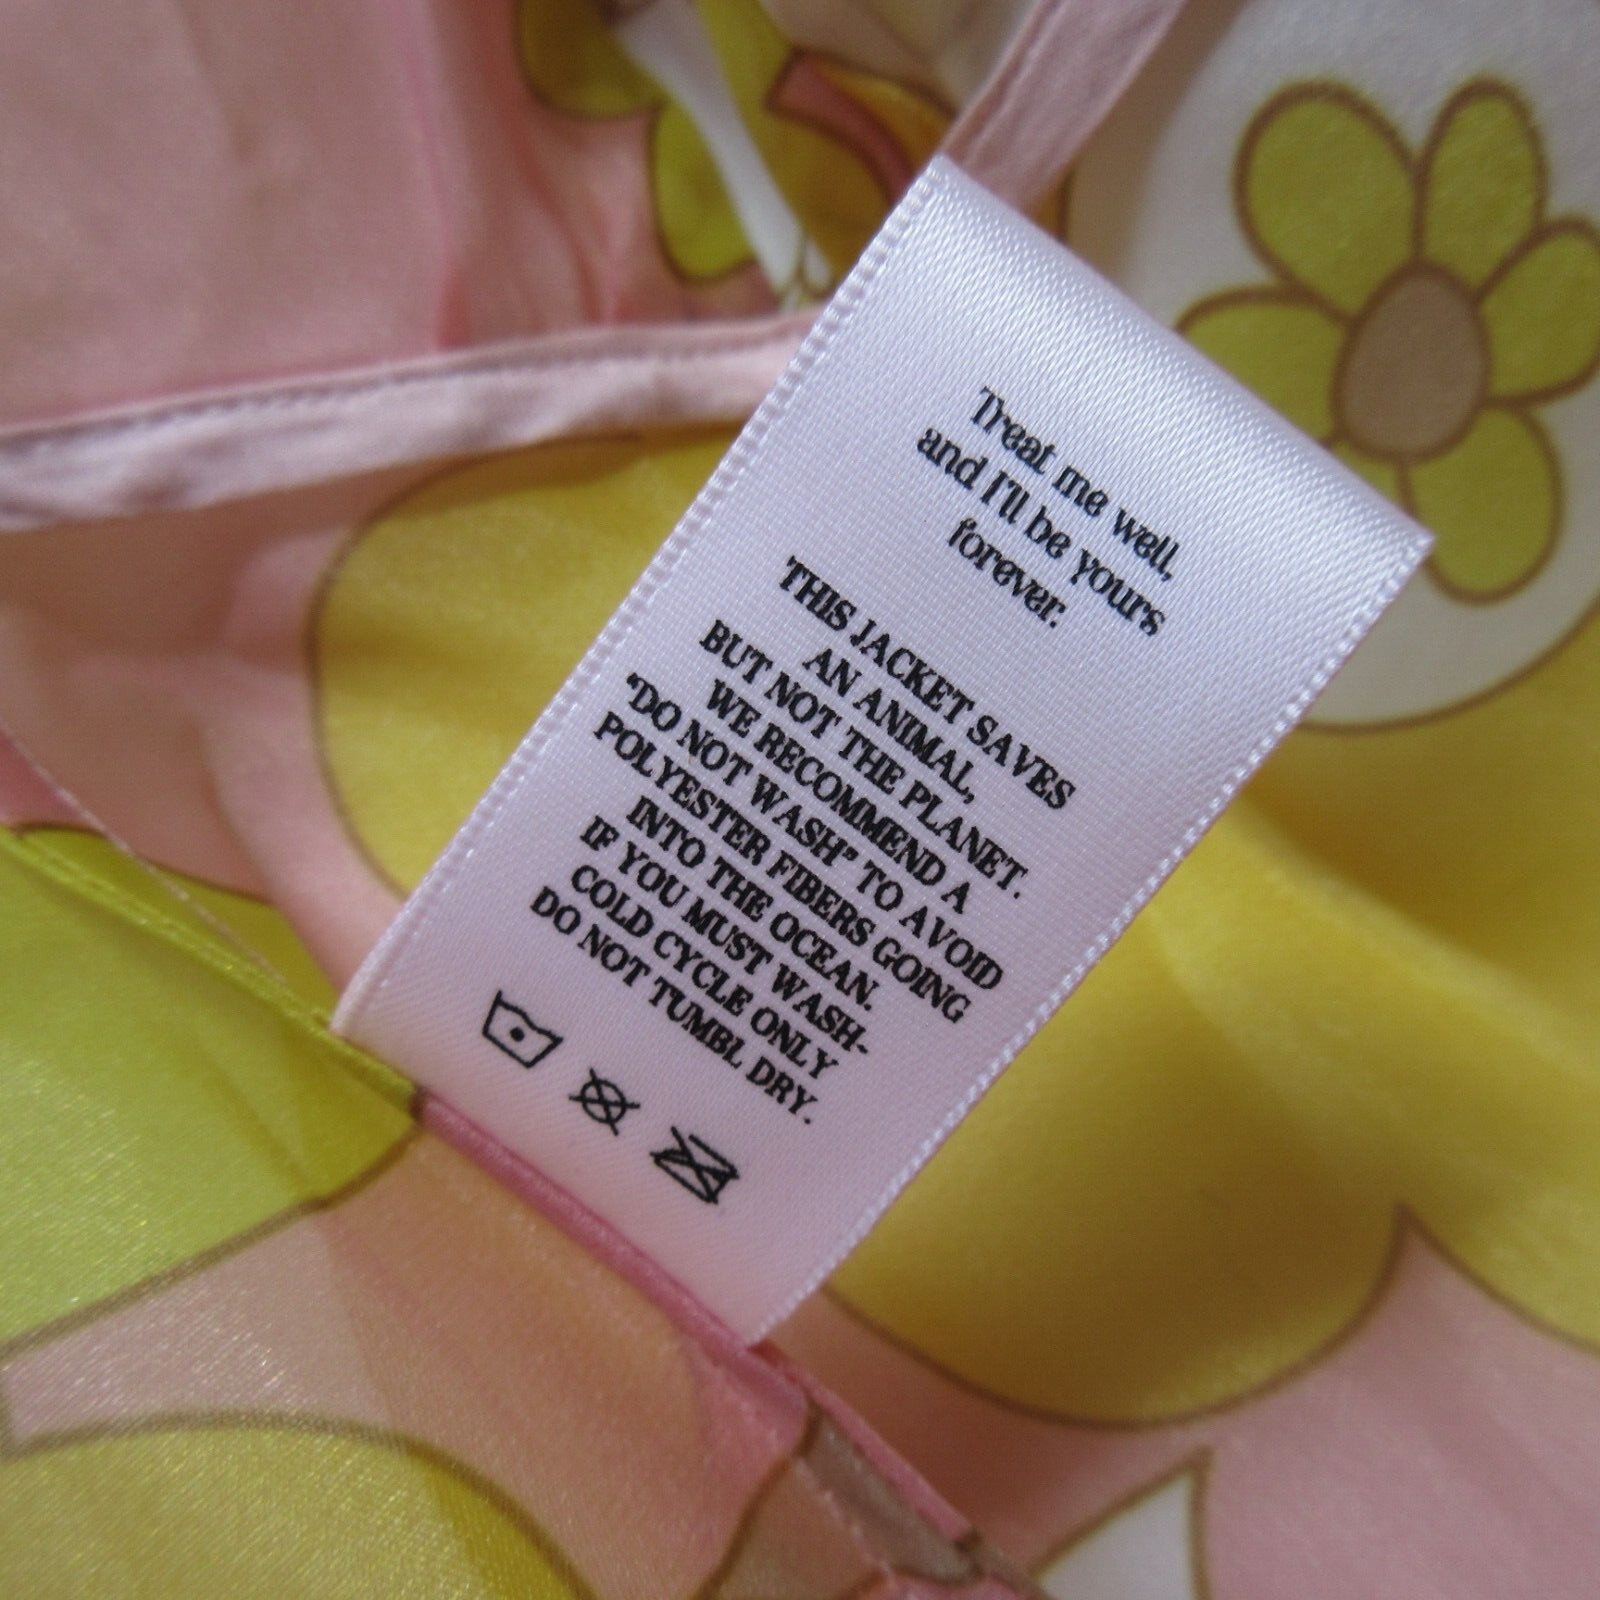 Treat me well,
and I'll be yours
forever.
THIS JACKET SAVES
AN ANIMAL,
BUT NOT THE PLANET.
WE RECOMMEND A
"DO NOT WASH" TO AVOID
POLYESTER FIBERS GOING
INTO THE OCEAN.
IF YOU MUST WASH-
COLD CYCLE ONLY
DO NOT TUMBL DRY.